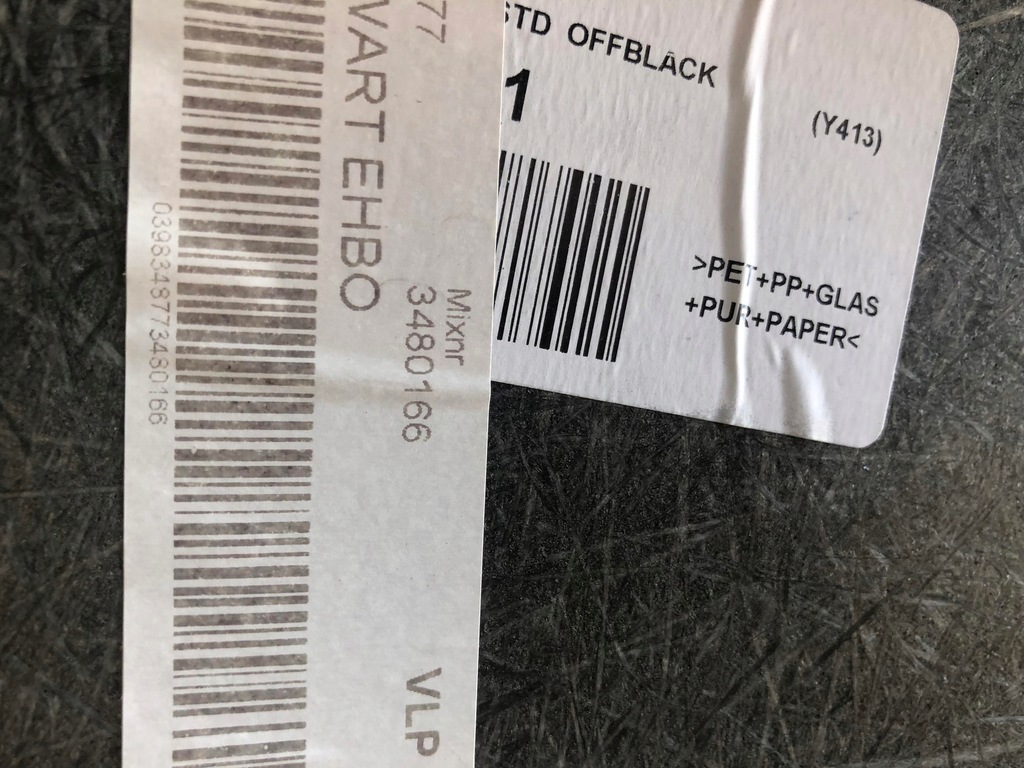 77
VART EHBO
Mixnr
3480166
VLP
0398348773480166
STD OFFBLACK
1
(Y413)
>PET+PP+GLAS
+PUR+PAPER<